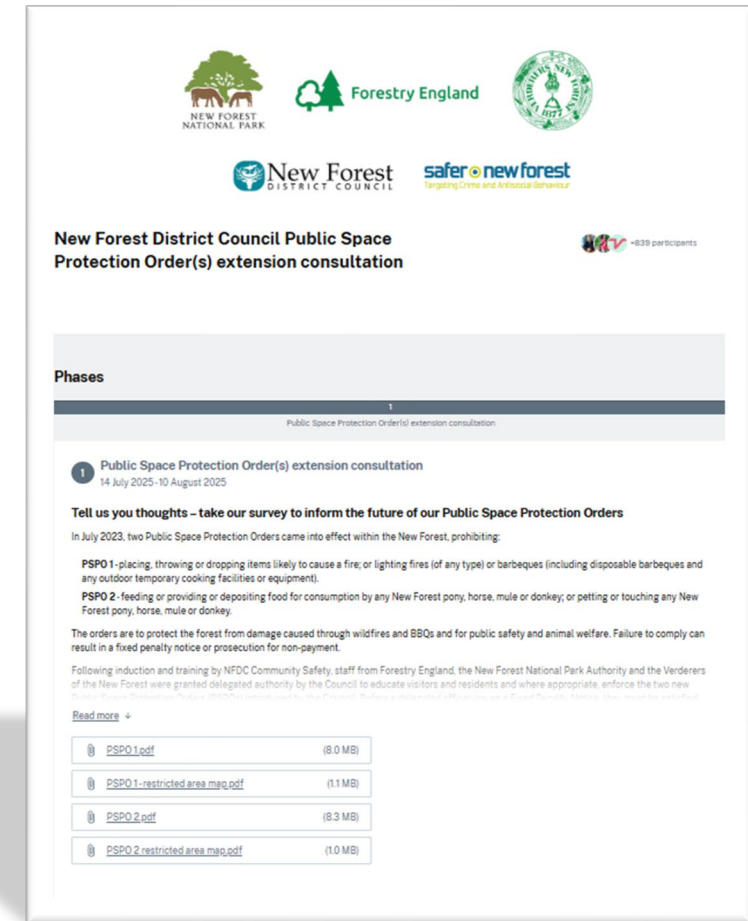 NEW FOREST
NATIONAL PARK
Forestry England
VERDERERS NEW FOREST
1877
New Forest
DISTRICT COUNCIL
safer new forest
Targeting Crime and Antisocial Behaviour
New Forest District Council Public Space
Protection Order(s) extension consultation
+839 participants
Phases
1
Public Space Protection Order(s) extension consultation
1
Public Space Protection Order(s) extension consultation
14 July 2025-10 August 2025
Tell us you thoughts – take our survey to inform the future of our Public Space Protection Orders
In July 2023, two Public Space Protection Orders came into effect within the New Forest, prohibiting:
PSPO 1 - placing, throwing or dropping items likely to cause a fire; or lighting fires (of any type) or barbeques (including disposable barbeques and
any outdoor temporary cooking facilities or equipment).
PSPO 2 - feeding or providing or depositing food for consumption by any New Forest pony, horse, mule or donkey; or petting or touching any New
Forest pony, horse, mule or donkey.
The orders are to protect the forest from damage caused through wildfires and BBQs and for public safety and animal welfare. Failure to comply can
result in a fixed penalty notice or prosecution for non-payment.
Following induction and training by NFDC Community Safety, staff from Forestry England, the New Forest National Park Authority and the Verderers
of the New Forest were granted delegated authority by the Council to educate visitors and residents and where appropriate, enforce the two new
Read more ↓
PSPO 1.pdf (8.0 MB)
PSPO 1 - restricted area map.pdf (1.1 MB)
PSPO 2.pdf (8.3 MB)
PSPO 2 restricted area map.pdf (1.0 MB)